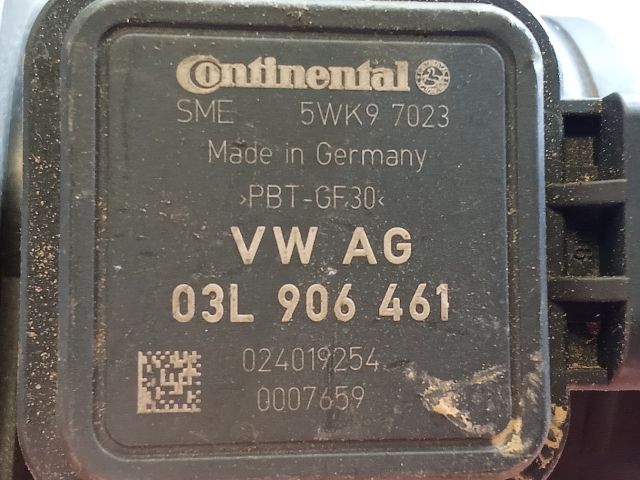 Continental
SME 5WK9 7023
Made in Germany
›PBT-GF30‹
VW AG
03L 906 461
024019254
0007659